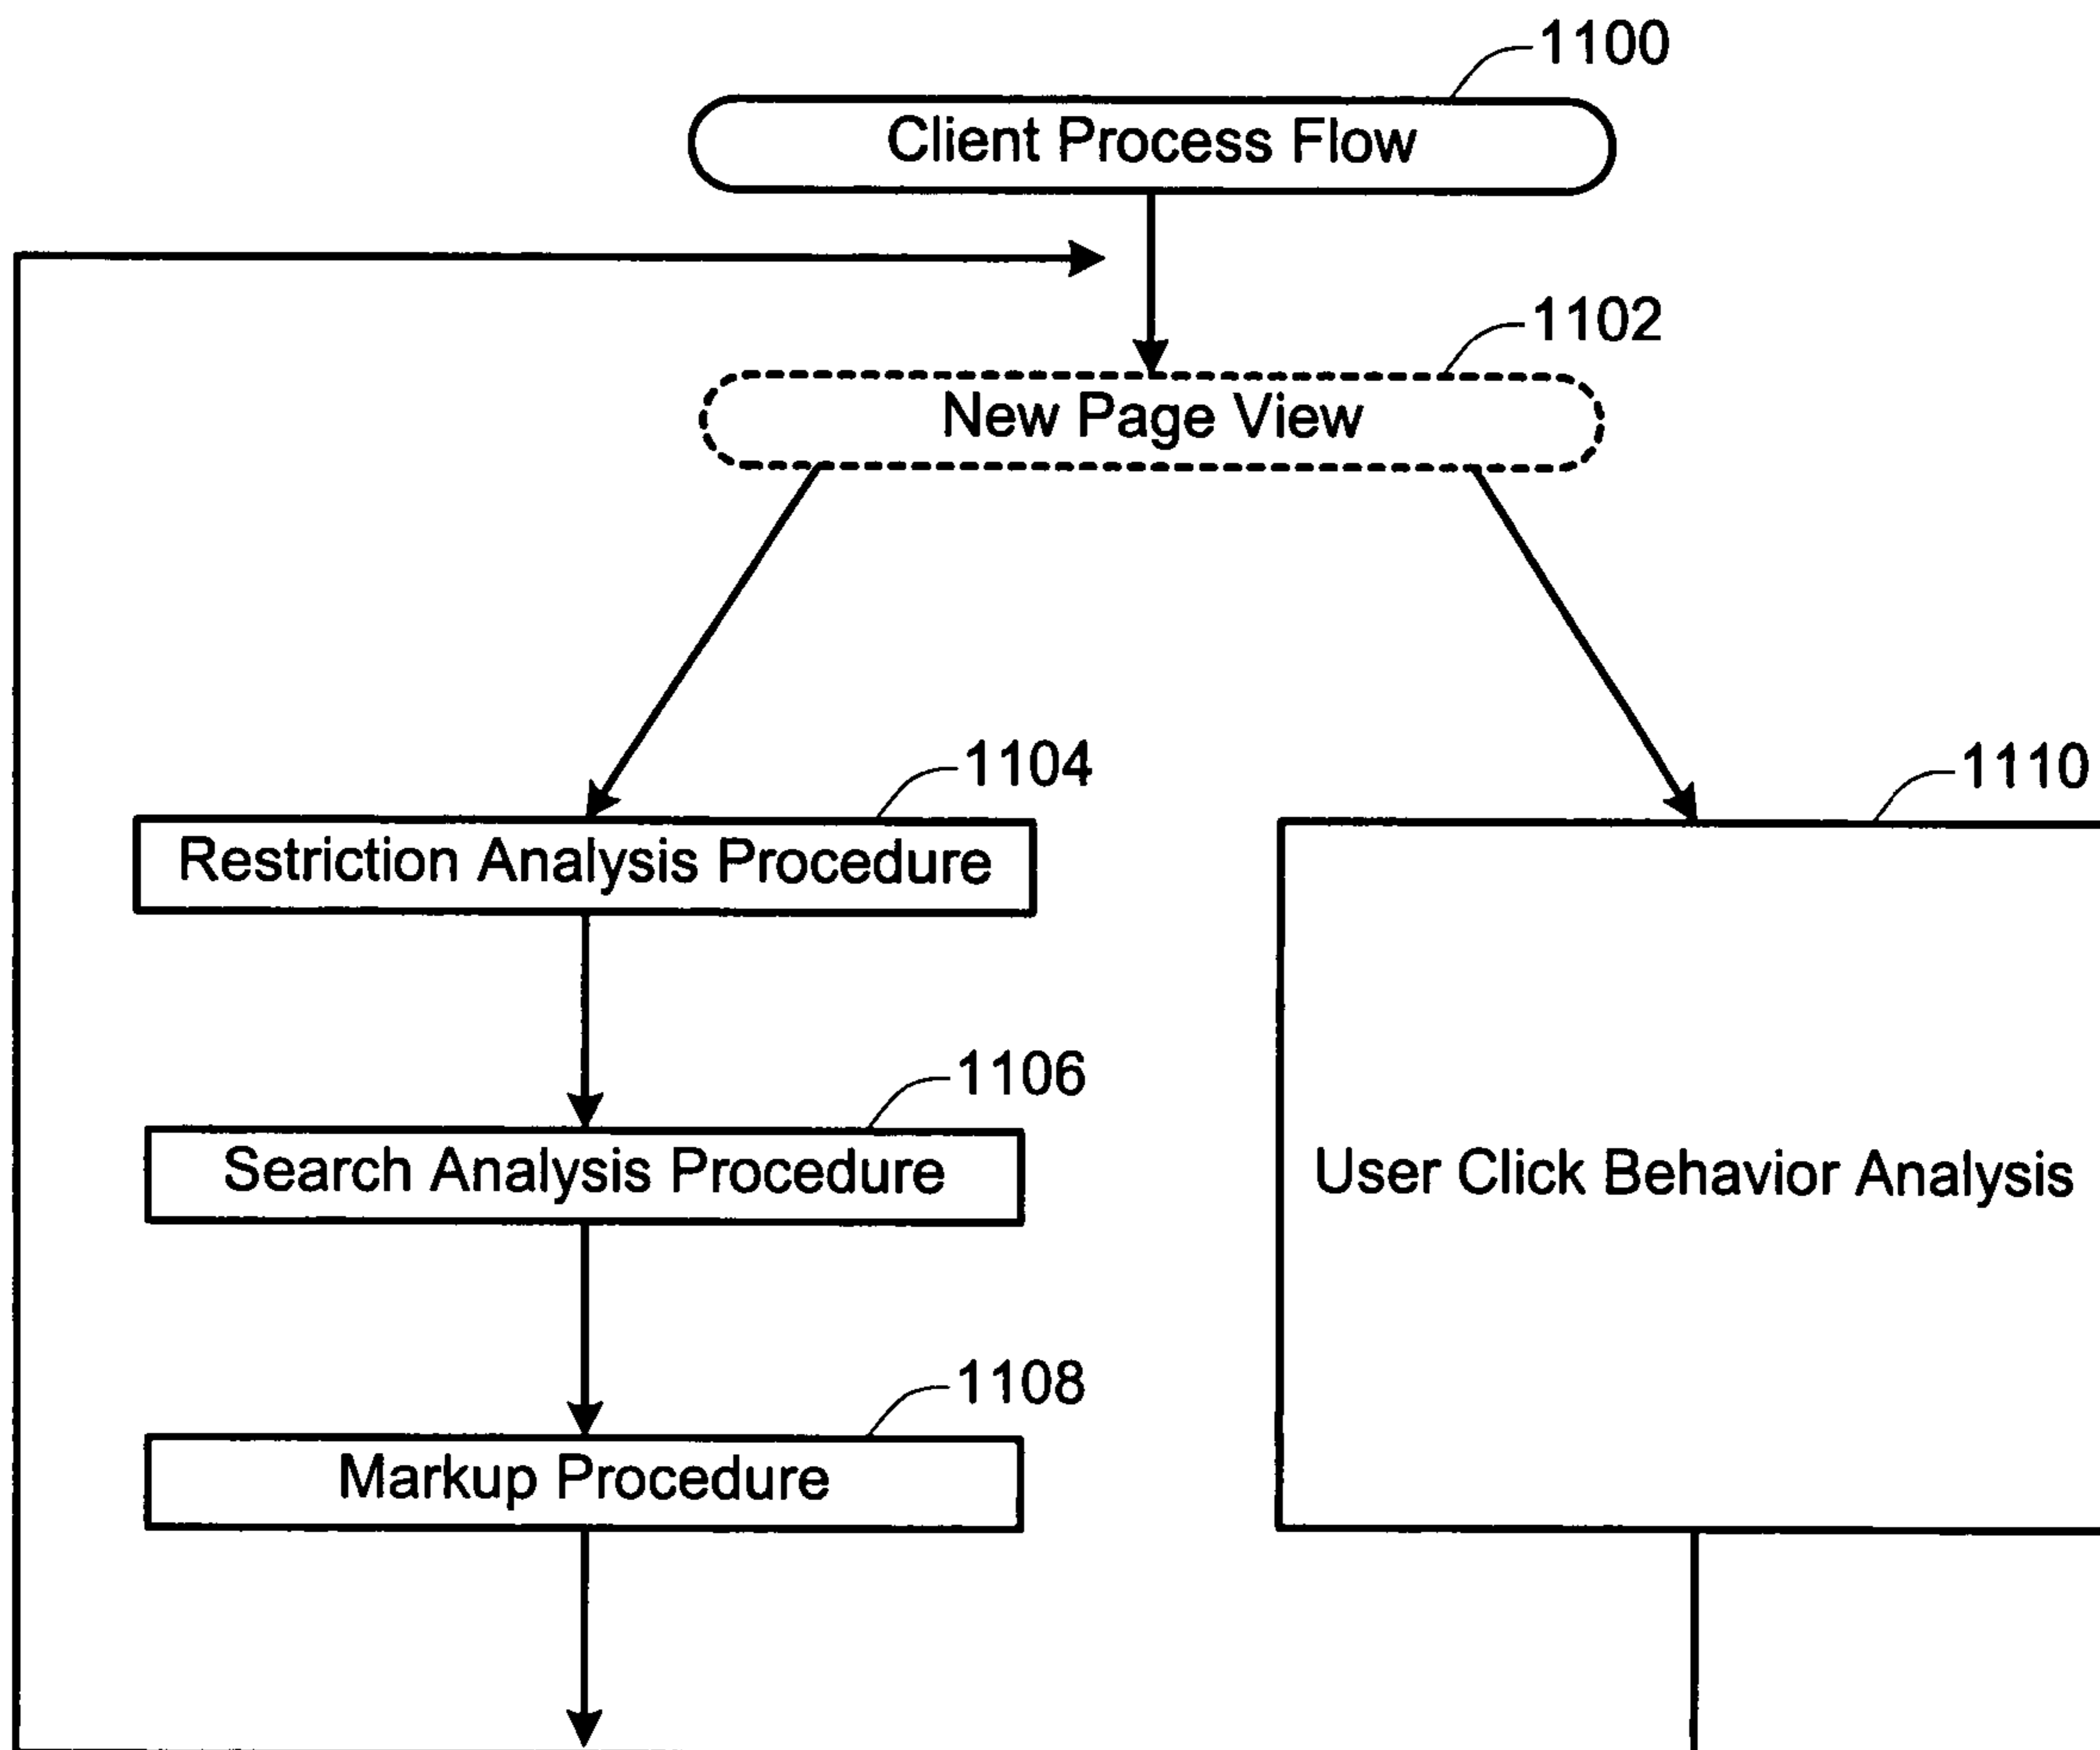 1100
Client Process Flow
1102
New Page View
1104
Restriction Analysis Procedure
1110
User Click Behavior Analysis
1106
Search Analysis Procedure
1108
Markup Procedure